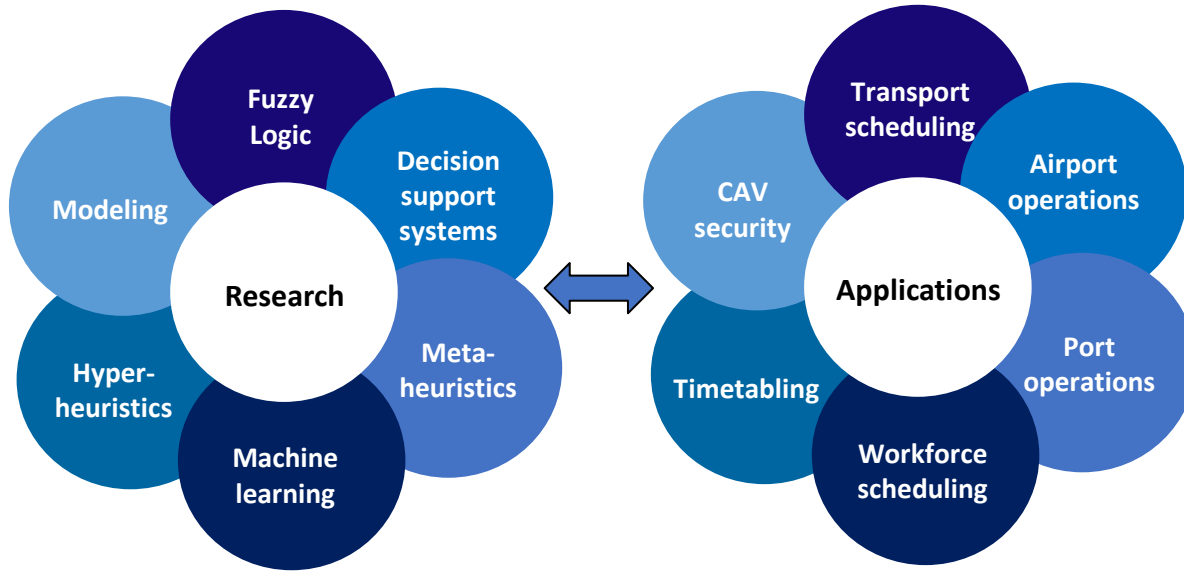 Fuzzy
Logic
Decision
support
systems
Meta-
heuristics
Machine
learning
Hyper-
heuristics
Modeling
Research
Transport
scheduling
Airport
operations
Port
operations
Workforce
scheduling
Timetabling
CAV
security
Applications